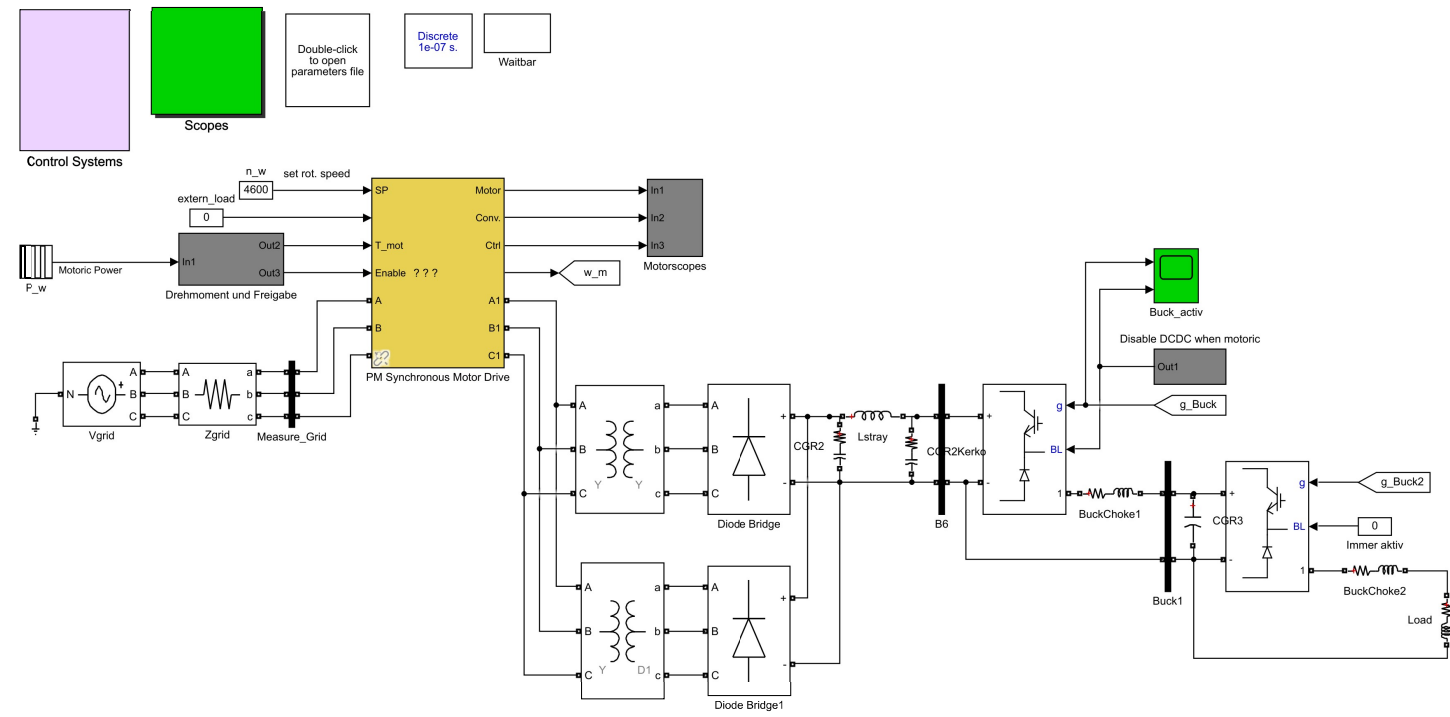 Control Systems
Scopes
Double-click
to open
parameters file
Discrete
1e-07 s.
Waitbar
n_w
set rot. speed
4600
extern_load
0
P_w
Motoric Power
In1
Out2
Out3
Drehmoment und Freigabe
SP
T_mot
Enable
? ? ?
A
B
Motor
Conv.
Ctrl
A1
B1
C1
PM Synchronous Motor Drive
In1
In2
In3
Motorscopes
w_m
N
+
A
B
C
Vgrid
A
B
C
a
b
c
Zgrid
Measure_Grid
A
B
C
a
b
c
Y
Y
A
B
C
+
-
Diode Bridge
A
B
C
a
b
c
Y
D1
A
B
C
+
-
Diode Bridge1
+
CGR2
Lstray
CGR2Kerko
B6
+
-
g
BL
1
Buck_activ
Disable DCDC when motoric
Out1
g_Buck
BuckChoke1
Buck1
+
CGR3
+
-
g
BL
1
g_Buck2
0
Immer aktiv
BuckChoke2
Load